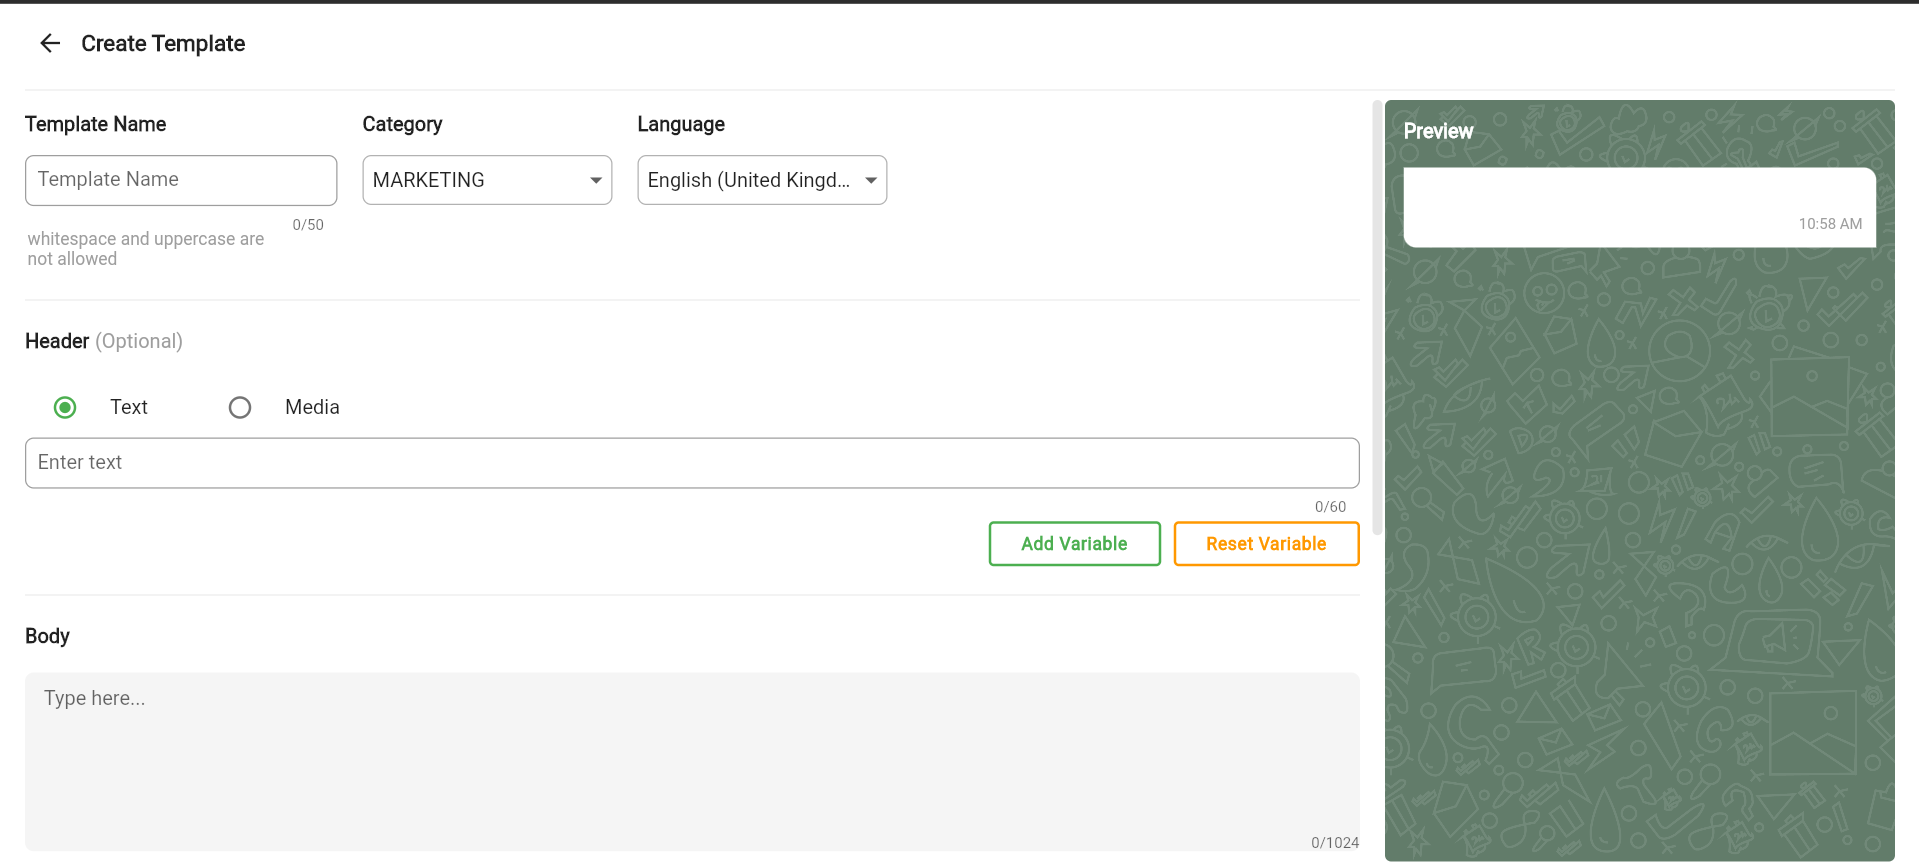 Create Template
Template Name
Category
Language
Template Name
MARKETING
English (United Kingd...
0/50
whitespace and uppercase are
not allowed
Header (Optional)
Text
Media
Enter text
0/60
Add Variable
Reset Variable
Body
Type here...
0/1024
Preview
10:58 AM